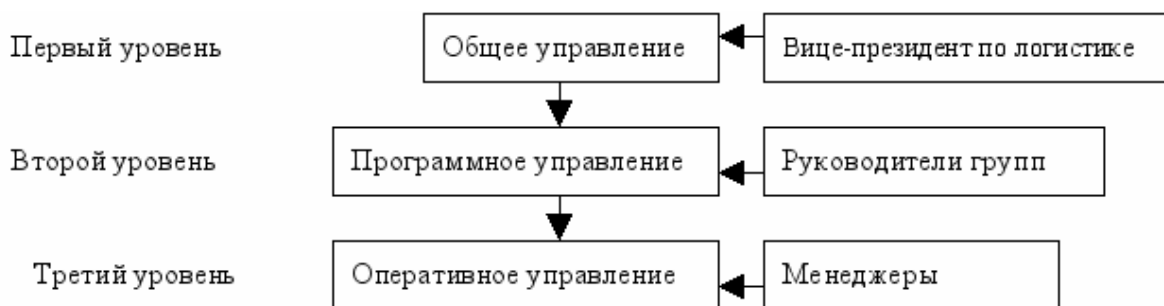 Первый уровень Общее управление Вице-президент по логистике
Второй уровень Программное управление Руководители групп
Третий уровень Оперативное управление Менеджеры